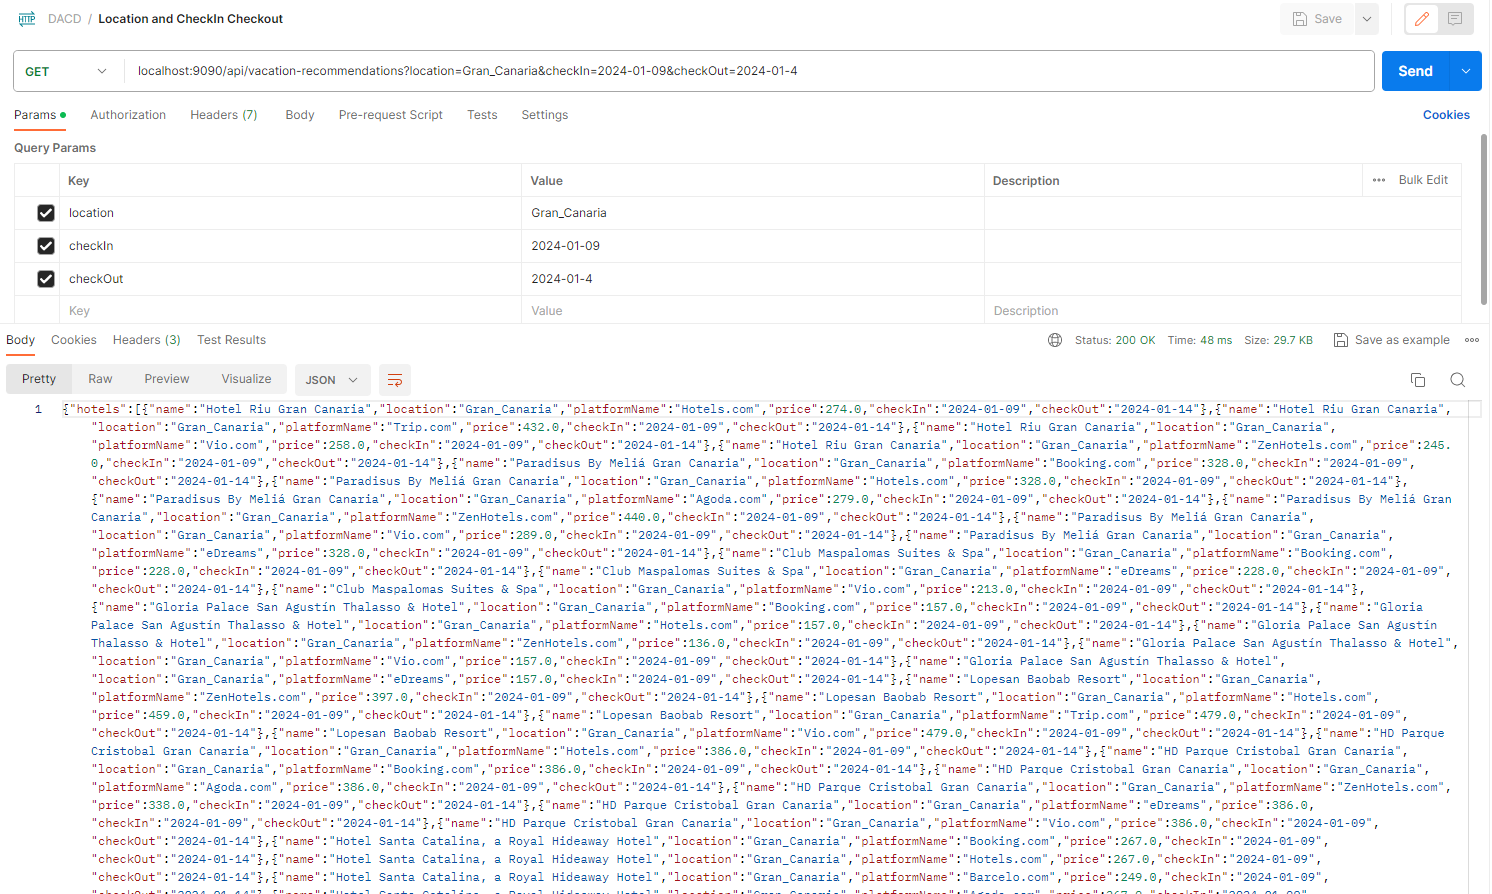 HTTP DACD / Location and CheckIn Checkout Save
GET localhost:9090/api/vacation-recommendations?location=Gran_Canaria&checkIn=2024-01-09&checkOut=2024-01-4 Send
Params Authorization Headers (7) Body Pre-request Script Tests Settings Cookies
Query Params
Key Value Description Bulk Edit
location Gran_Canaria
checkIn 2024-01-09
checkOut 2024-01-4
Key Value Description
Body Cookies Headers (3) Test Results Status: 200 OK Time: 48 ms Size: 29.7 KB Save as example
Pretty Raw Preview Visualize JSON
1 {"hotels":[{"name":"Hotel Riu Gran Canaria","location":"Gran_Canaria","platformName":"Hotels.com","price":274.0,"checkIn":"2024-01-09","checkOut":"2024-01-14"},{"name":"Hotel Riu Gran Canaria",
"location":"Gran_Canaria","platformName":"Trip.com","price":432.0,"checkIn":"2024-01-09","checkOut":"2024-01-14"},{"name":"Hotel Riu Gran Canaria","location":"Gran_Canaria",
"platformName":"Vio.com","price":258.0,"checkIn":"2024-01-09","checkOut":"2024-01-14"},{"name":"Hotel Riu Gran Canaria","location":"Gran_Canaria","platformName":"ZenHotels.com","price":245.
0,"checkIn":"2024-01-09","checkOut":"2024-01-14"},{"name":"Paradisus By Meliá Gran Canaria","location":"Gran_Canaria","platformName":"Booking.com","price":328.0,"checkIn":"2024-01-09",
"checkOut":"2024-01-14"},{"name":"Paradisus By Meliá Gran Canaria","location":"Gran_Canaria","platformName":"Hotels.com","price":328.0,"checkIn":"2024-01-09","checkOut":"2024-01-14"},
{"name":"Paradisus By Meliá Gran Canaria","location":"Gran_Canaria","platformName":"Agoda.com","price":279.0,"checkIn":"2024-01-09","checkOut":"2024-01-14"},{"name":"Paradisus By Meliá Gran
Canaria","location":"Gran_Canaria","platformName":"ZenHotels.com","price":440.0,"checkIn":"2024-01-09","checkOut":"2024-01-14"},{"name":"Paradisus By Meliá Gran Canaria",
"location":"Gran_Canaria","platformName":"Vio.com","price":289.0,"checkIn":"2024-01-09","checkOut":"2024-01-14"},{"name":"Paradisus By Meliá Gran Canaria","location":"Gran_Canaria",
"platformName":"eDreams","price":328.0,"checkIn":"2024-01-09","checkOut":"2024-01-14"},{"name":"Club Maspalomas Suites & Spa","location":"Gran_Canaria","platformName":"Booking.com",
"price":228.0,"checkIn":"2024-01-09","checkOut":"2024-01-14"},{"name":"Club Maspalomas Suites & Spa","location":"Gran_Canaria","platformName":"eDreams","price":228.0,"checkIn":"2024-01-09",
"checkOut":"2024-01-14"},{"name":"Club Maspalomas Suites & Spa","location":"Gran_Canaria","platformName":"Vio.com","price":213.0,"checkIn":"2024-01-09","checkOut":"2024-01-14"},
{"name":"Gloria Palace San Agustín Thalasso & Hotel","location":"Gran_Canaria","platformName":"Booking.com","price":157.0,"checkIn":"2024-01-09","checkOut":"2024-01-14"},{"name":"Gloria
Palace San Agustín Thalasso & Hotel","location":"Gran_Canaria","platformName":"Hotels.com","price":157.0,"checkIn":"2024-01-09","checkOut":"2024-01-14"},{"name":"Gloria Palace San Agustín
Thalasso & Hotel","location":"Gran_Canaria","platformName":"ZenHotels.com","price":136.0,"checkIn":"2024-01-09","checkOut":"2024-01-14"},{"name":"Gloria Palace San Agustín Thalasso & Hotel",
"location":"Gran_Canaria","platformName":"Vio.com","price":157.0,"checkIn":"2024-01-09","checkOut":"2024-01-14"},{"name":"Gloria Palace San Agustín Thalasso & Hotel",
"location":"Gran_Canaria","platformName":"eDreams","price":157.0,"checkIn":"2024-01-09","checkOut":"2024-01-14"},{"name":"Lopesan Baobab Resort","location":"Gran_Canaria",
"platformName":"ZenHotels.com","price":397.0,"checkIn":"2024-01-09","checkOut":"2024-01-14"},{"name":"Lopesan Baobab Resort","location":"Gran_Canaria","platformName":"Hotels.com",
"price":459.0,"checkIn":"2024-01-09","checkOut":"2024-01-14"},{"name":"Lopesan Baobab Resort","location":"Gran_Canaria","platformName":"Trip.com","price":479.0,"checkIn":"2024-01-09",
"checkOut":"2024-01-14"},{"name":"Lopesan Baobab Resort","location":"Gran_Canaria","platformName":"Vio.com","price":479.0,"checkIn":"2024-01-09","checkOut":"2024-01-14"},{"name":"HD Parque
Cristobal Gran Canaria","location":"Gran_Canaria","platformName":"Hotels.com","price":386.0,"checkIn":"2024-01-09","checkOut":"2024-01-14"},{"name":"HD Parque Cristobal Gran Canaria",
"location":"Gran_Canaria","platformName":"Booking.com","price":386.0,"checkIn":"2024-01-09","checkOut":"2024-01-14"},{"name":"HD Parque Cristobal Gran Canaria","location":"Gran_Canaria",
"platformName":"Agoda.com","price":386.0,"checkIn":"2024-01-09","checkOut":"2024-01-14"},{"name":"HD Parque Cristobal Gran Canaria","location":"Gran_Canaria","platformName":"ZenHotels.com",
"price":338.0,"checkIn":"2024-01-09","checkOut":"2024-01-14"},{"name":"HD Parque Cristobal Gran Canaria","location":"Gran_Canaria","platformName":"eDreams","price":386.0,
"checkIn":"2024-01-09","checkOut":"2024-01-14"},{"name":"HD Parque Cristobal Gran Canaria","location":"Gran_Canaria","platformName":"Vio.com","price":386.0,"checkIn":"2024-01-09",
"checkOut":"2024-01-14"},{"name":"Hotel Santa Catalina, a Royal Hideaway Hotel","location":"Gran_Canaria","platformName":"Booking.com","price":267.0,"checkIn":"2024-01-09",
"checkOut":"2024-01-14"},{"name":"Hotel Santa Catalina, a Royal Hideaway Hotel","location":"Gran_Canaria","platformName":"Hotels.com","price":267.0,"checkIn":"2024-01-09",
"checkOut":"2024-01-14"},{"name":"Hotel Santa Catalina, a Royal Hideaway Hotel","location":"Gran_Canaria","platformName":"Barcelo.com","price":249.0,"checkIn":"2024-01-09",